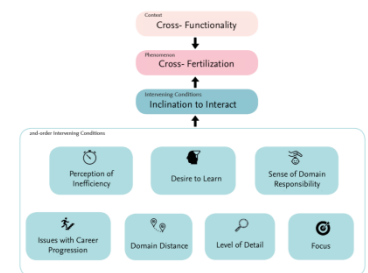 Context
Cross-Functionality
Phenomenon
Cross- Fertilization
Intervening Conditions
Inclination to Interact
2nd-order Intervening Conditions
Perception of
Inefficiency
Desire to Learn
Sense of Domain
Responsibility
Issues with Career
Progression
Domain Distance
Level of Detail
Focus